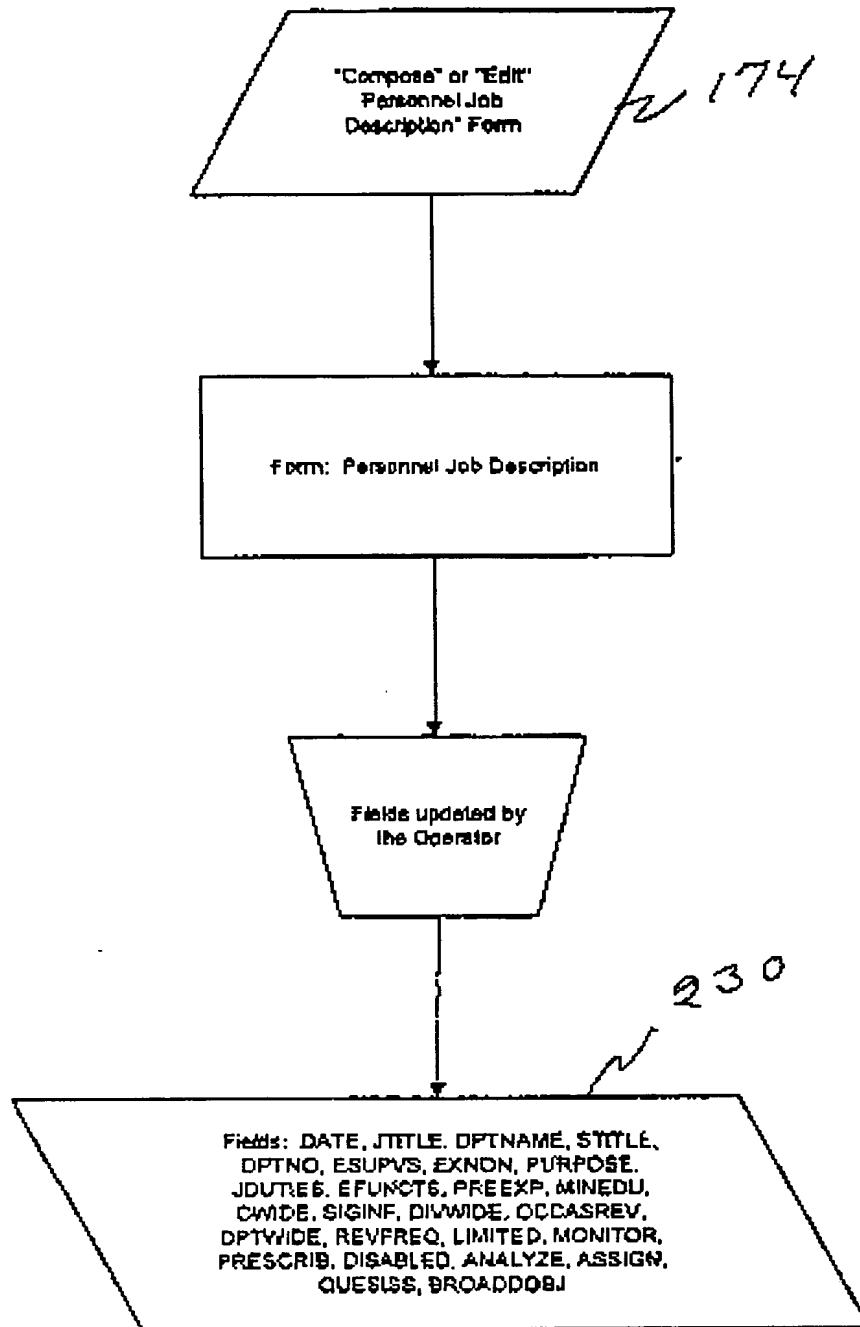 "Compose" or "Edit"
Personnel Job
Description" Form
174
Form: Personnel Job Description
Fields updated by
the Operator
230
Fields: DATE, JTITLE, DPTNAME, STITLE,
DPTNO, ESUPVS, EXNON, PURPOSE,
JDUTIES, EFUNCTS, PREEXP, MINEDU,
CWIDE, SIGINF, DIVWIDE, OCCASREV,
DPTWIDE, REVFREQ, LIMITED, MONITOR,
PRESCRIB, DISABLED, ANALYZE, ASSIGN,
QUESISS, BROADDOBJ